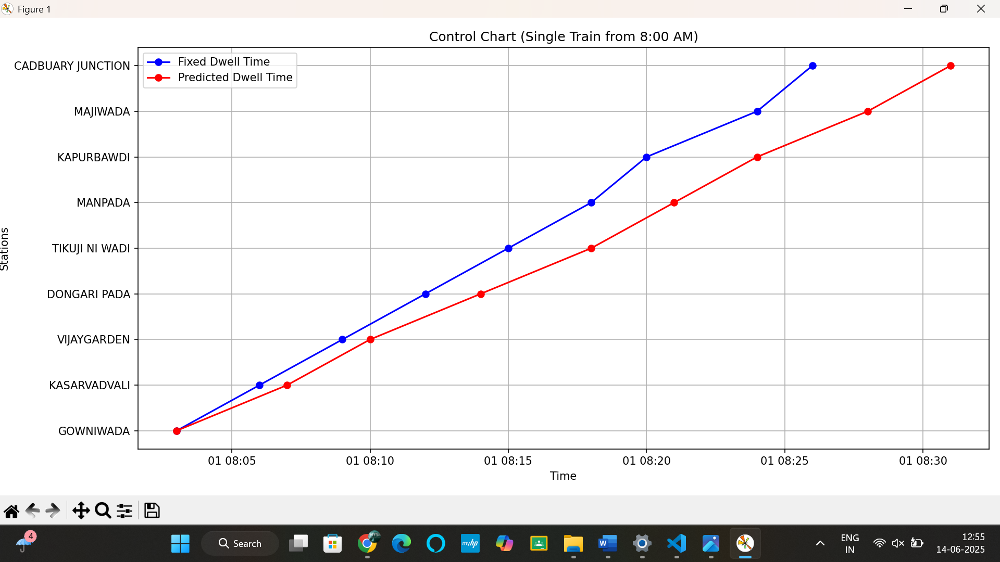 Figure 1
Control Chart (Single Train from 8:00 AM)
Fixed Dwell Time
Predicted Dwell Time
CADBUARY JUNCTION
MAJIWADA
KAPURBAWDI
MANPADA
TIKUJI NI WADI
DONGARI PADA
VIJAYGARDEN
KASARVADVALI
GOWNIWADA
Stations
01 08:05 01 08:10 01 08:15 01 08:20 01 08:25 01 08:30
Time
4
Search
myhp
W
ENG
IN
12:55
14-06-2025